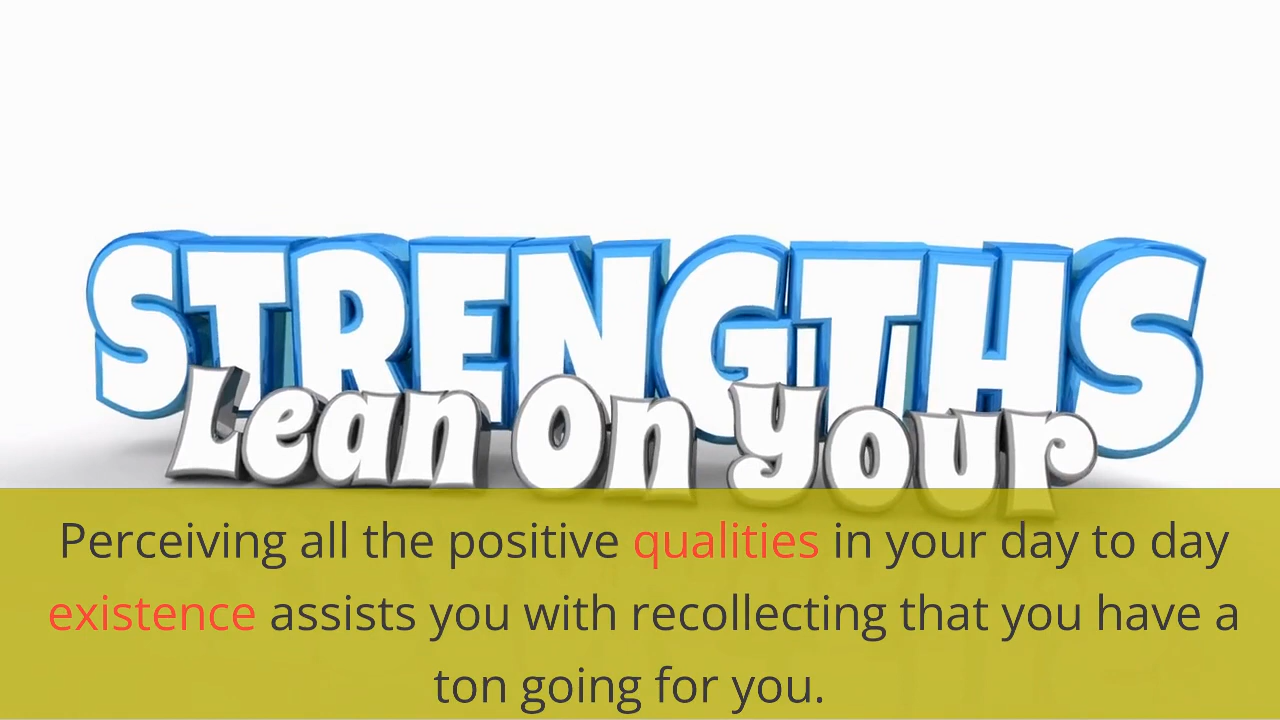 STRENGTHS
Lean On Your
Perceiving all the positive qualities in your day to day
existence assists you with recollecting that you have a
ton going for you.